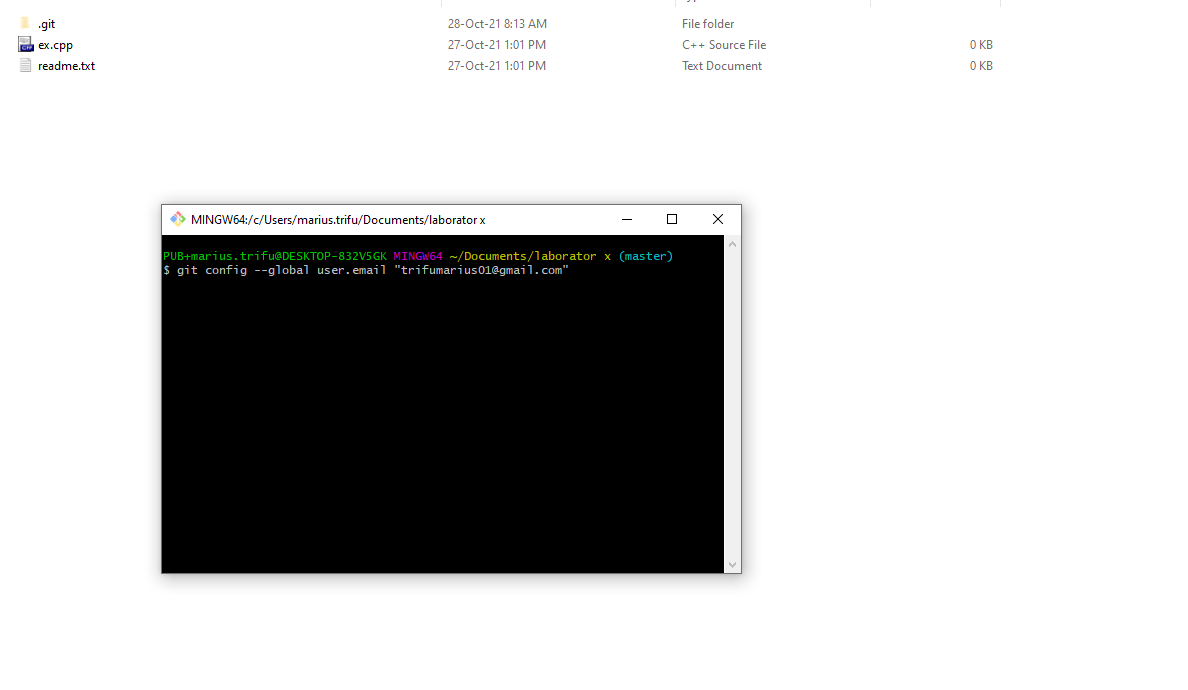 .git 28-Oct-21 8:13 AM File folder
ex.cpp 27-Oct-21 1:01 PM C++ Source File 0 KB
readme.txt 27-Oct-21 1:01 PM Text Document 0 KB
MINGW64:/c/Users/marius.trifu/Documents/laborator x
PUB+marius.trifu@DESKTOP-832V5GK MINGW64 ~/Documents/laborator x (master)
$ git config --global user.email "trifumarius01@gmail.com"